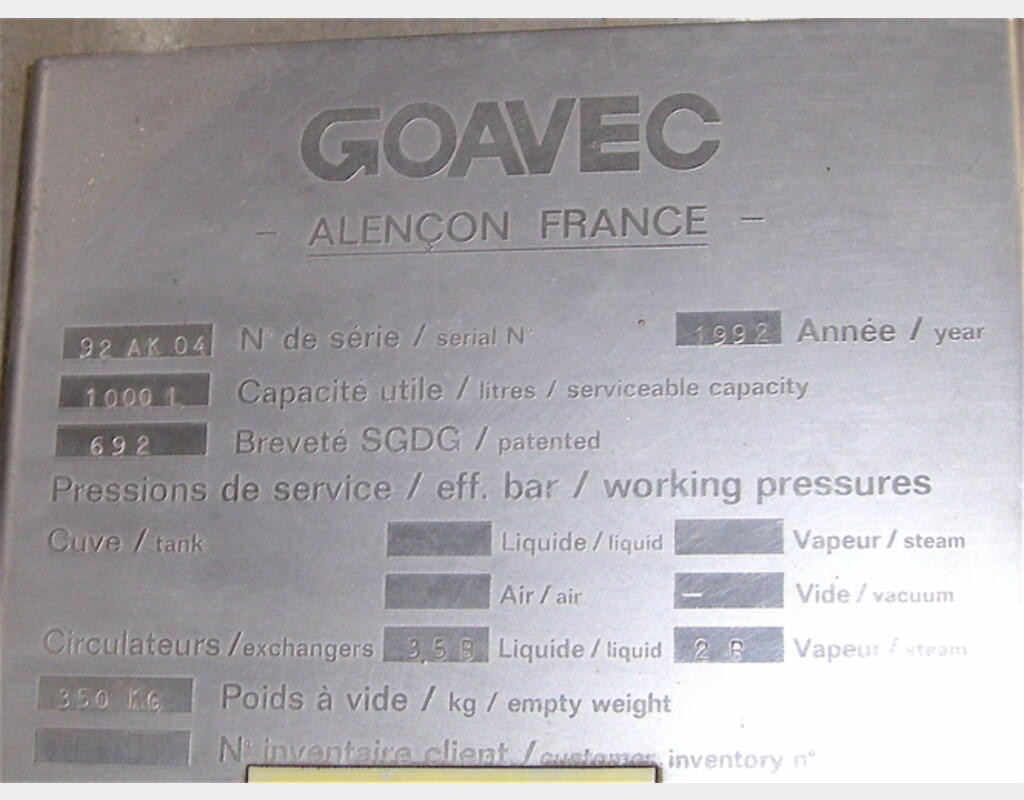 GOAVEC
- ALENÇON FRANCE -
92 AK 04 N° de série / serial N° 1992 Année / year
1000 L Capacité utile / litres / serviceable capacity
692 Breveté SGDG / patented
Pressions de service / eff. bar / working pressures
Cuve / tank Liquide / liquid Vapeur / steam
Air / air - Vide / vacuum
Circulateurs / exchangers 3,5 B Liquide / liquid 2 B Vapeur / steam
350 KG Poids à vide / kg / empty weight
N° inventaire client / customer inventory n°